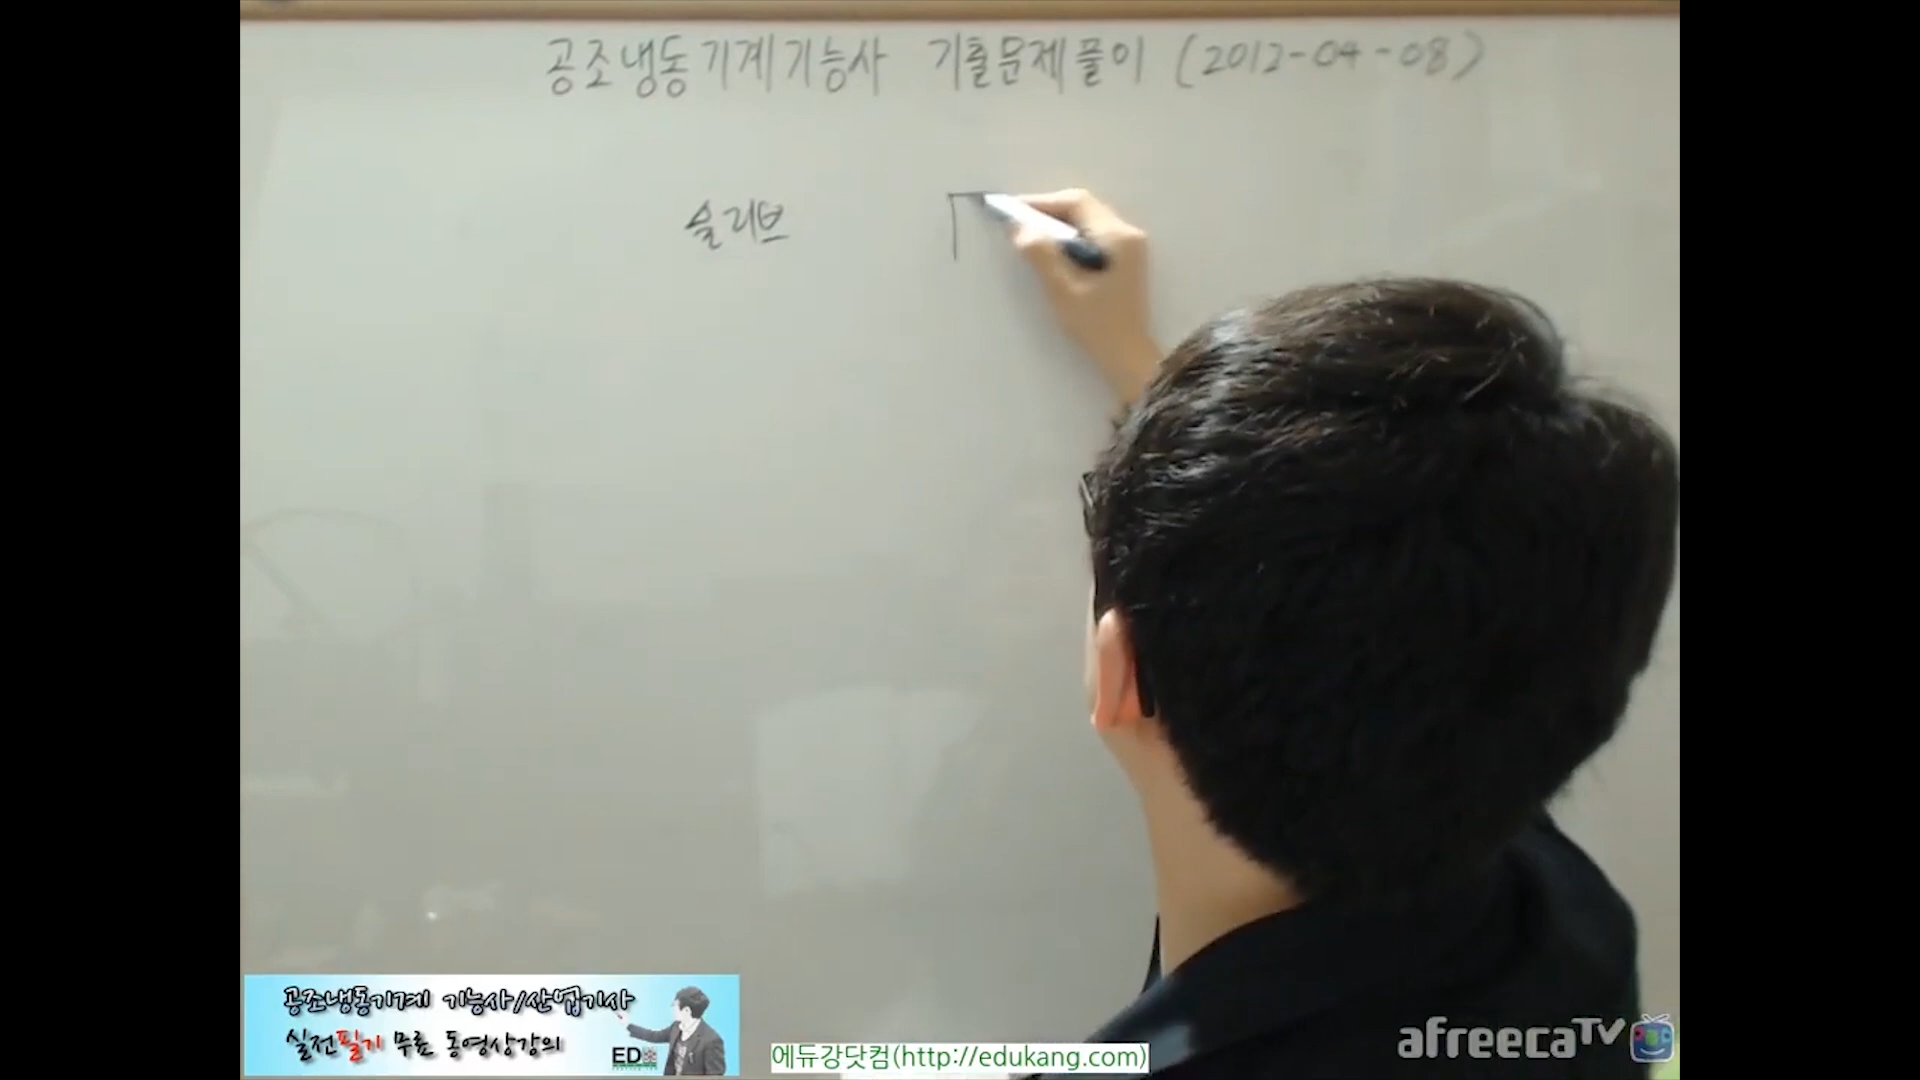 공조냉동기계기능사 기출문제풀이 (2012-04-08)
슬리브
공조냉동기계 기능사/산업기사
실전필기 무료 동영상강의
에듀강닷컴(http://edukang.com)
afreecaTV